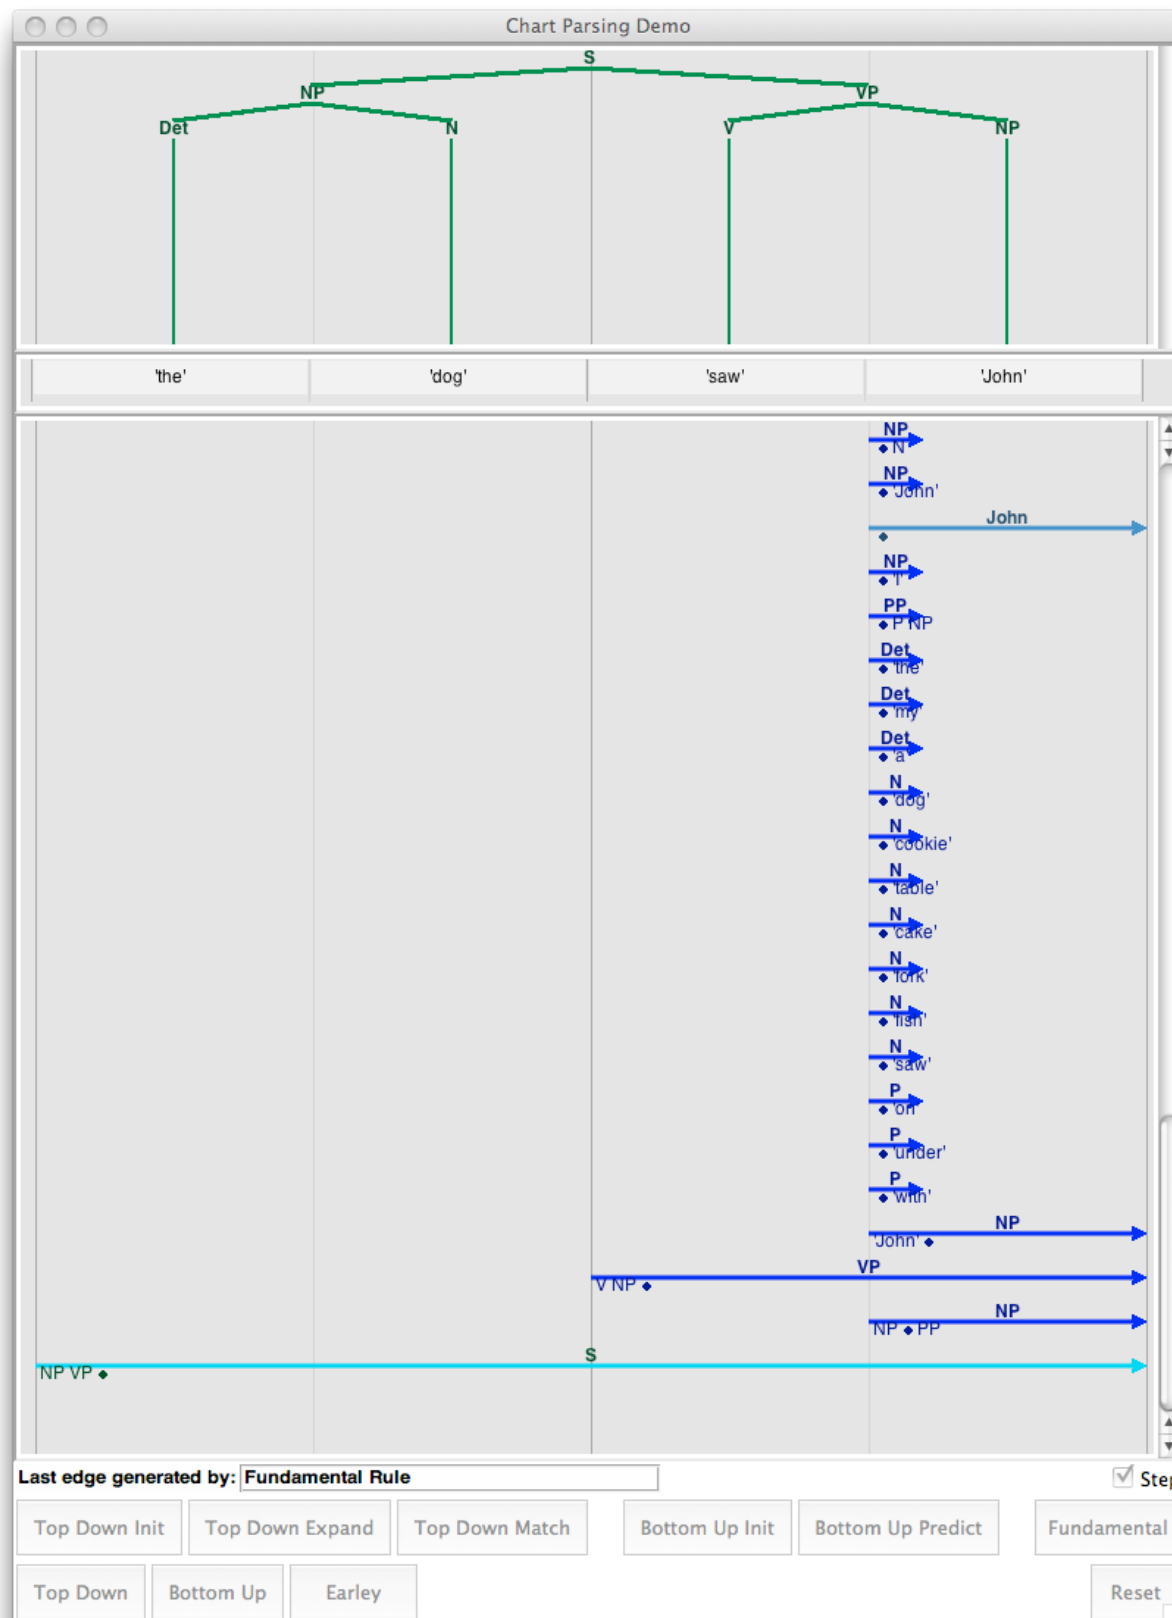 Chart Parsing Demo
S
NP VP
Det N V NP
'the' 'dog' 'saw' 'John'
NP
• N
NP
• 'John'
John
•
NP
• 'I'
PP
• P NP
Det
• 'the'
Det
• 'my'
Det
• 'a'
N
• 'dog'
N
• 'cookie'
N
• 'table'
N
• 'cake'
N
• 'fork'
N
• 'fish'
N
• 'saw'
P
• 'on'
P
• 'under'
P
• 'with'
NP
'John' •
VP
V NP •
NP
NP • PP
S
NP VP •
Last edge generated by: Fundamental Rule
Step
Top Down Init Top Down Expand Top Down Match Bottom Up Init Bottom Up Predict Fundamental
Top Down Bottom Up Earley Reset